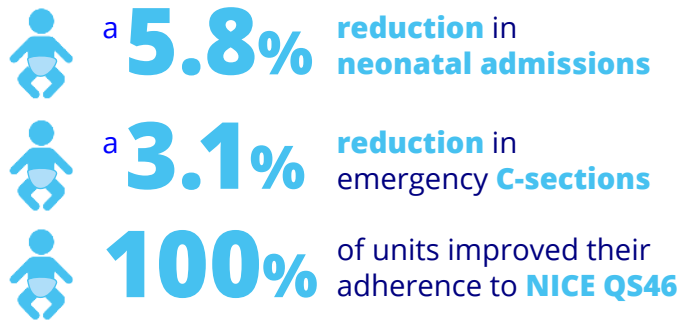 a 5.8% reduction in
neonatal admissions
a 3.1% reduction in
emergency C-sections
100% of units improved their
adherence to NICE QS46